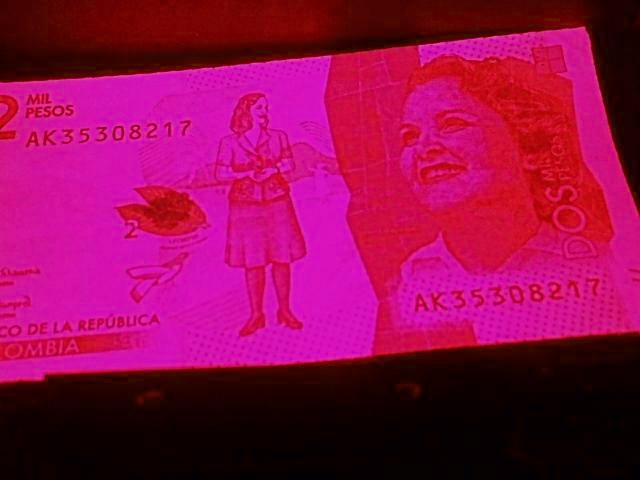 2 MIL
PESOS
AK35308217
2
CO DE LA REPÚBLICA
OMBIA
DOS MIL
PESOS
AK35308217